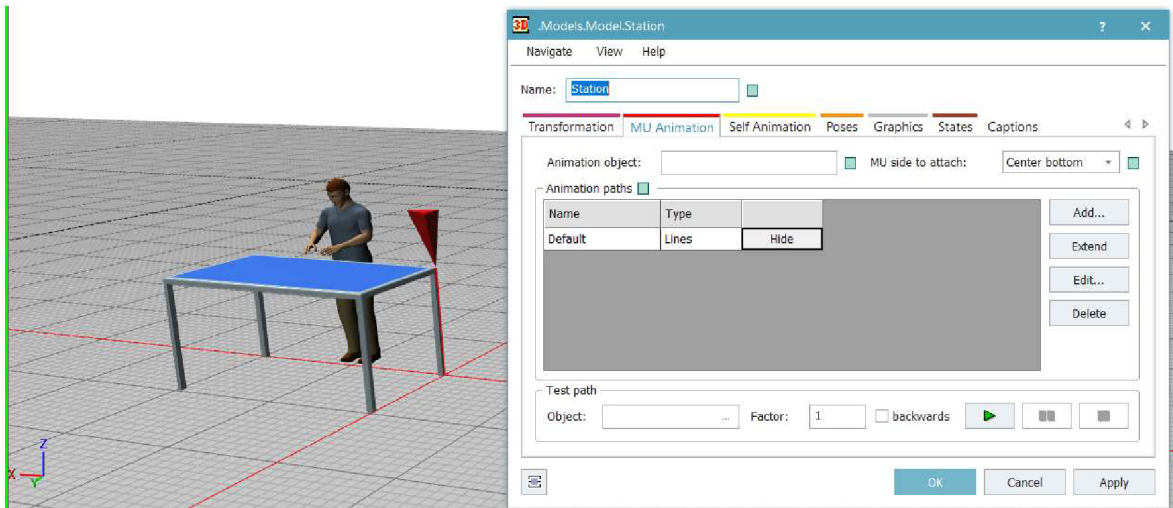 3D .Models.Model.Station ? ×
Navigate View Help
Name: Station
Transformation MU Animation Self Animation Poses Graphics States Captions
Animation object: MU side to attach: Center bottom
Animation paths
Name Type Add...
Default Lines Hide Extend
Edit...
Delete
Test path
Object: ... Factor: 1 backwards
Z
X
Y
OK Cancel Apply